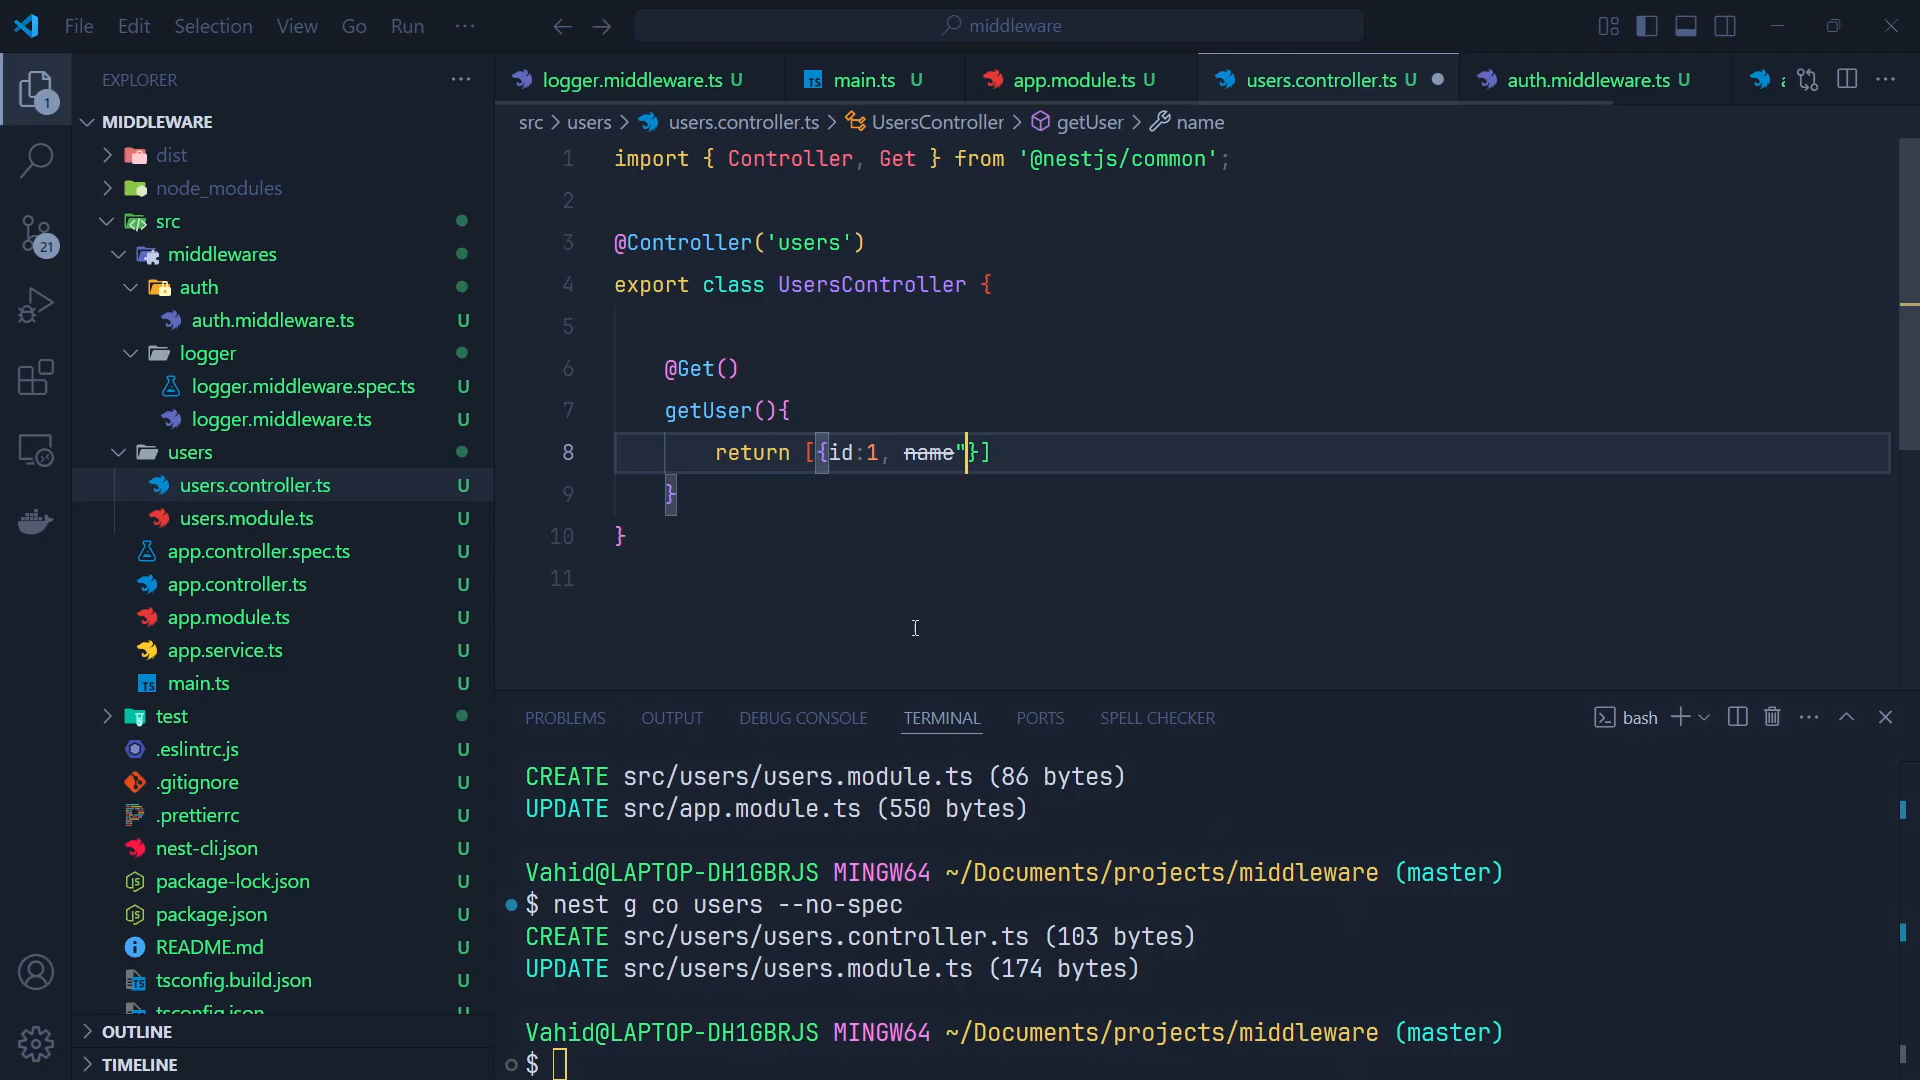 File Edit Selection View Go Run ···
middleware
EXPLORER
1
21
MIDDLEWARE
dist
node_modules
src
middlewares
auth
auth.middleware.ts U
logger
logger.middleware.spec.ts U
logger.middleware.ts U
users
users.controller.ts U
users.module.ts U
app.controller.spec.ts U
app.controller.ts U
app.module.ts U
app.service.ts U
main.ts U
test
.eslintrc.js U
.gitignore U
.prettierrc U
nest-cli.json U
package-lock.json U
package.json U
README.md U
tsconfig.build.json U
tsconfig.json U
OUTLINE
TIMELINE
logger.middleware.ts U main.ts U app.module.ts U users.controller.ts U auth.middleware.ts U
src > users > users.controller.ts > UsersController > getUser > name
1 import { Controller, Get } from '@nestjs/common';
2
3 @Controller('users')
4 export class UsersController {
5
6 @Get()
7 getUser(){
8 return [{id:1, name"}]
9 }
10 }
11
PROBLEMS OUTPUT DEBUG CONSOLE TERMINAL PORTS SPELL CHECKER
bash
CREATE src/users/users.module.ts (86 bytes)
UPDATE src/app.module.ts (550 bytes)
Vahid@LAPTOP-DH1GBRJS MINGW64 ~/Documents/projects/middleware (master)
$ nest g co users --no-spec
CREATE src/users/users.controller.ts (103 bytes)
UPDATE src/users/users.module.ts (174 bytes)
Vahid@LAPTOP-DH1GBRJS MINGW64 ~/Documents/projects/middleware (master)
$